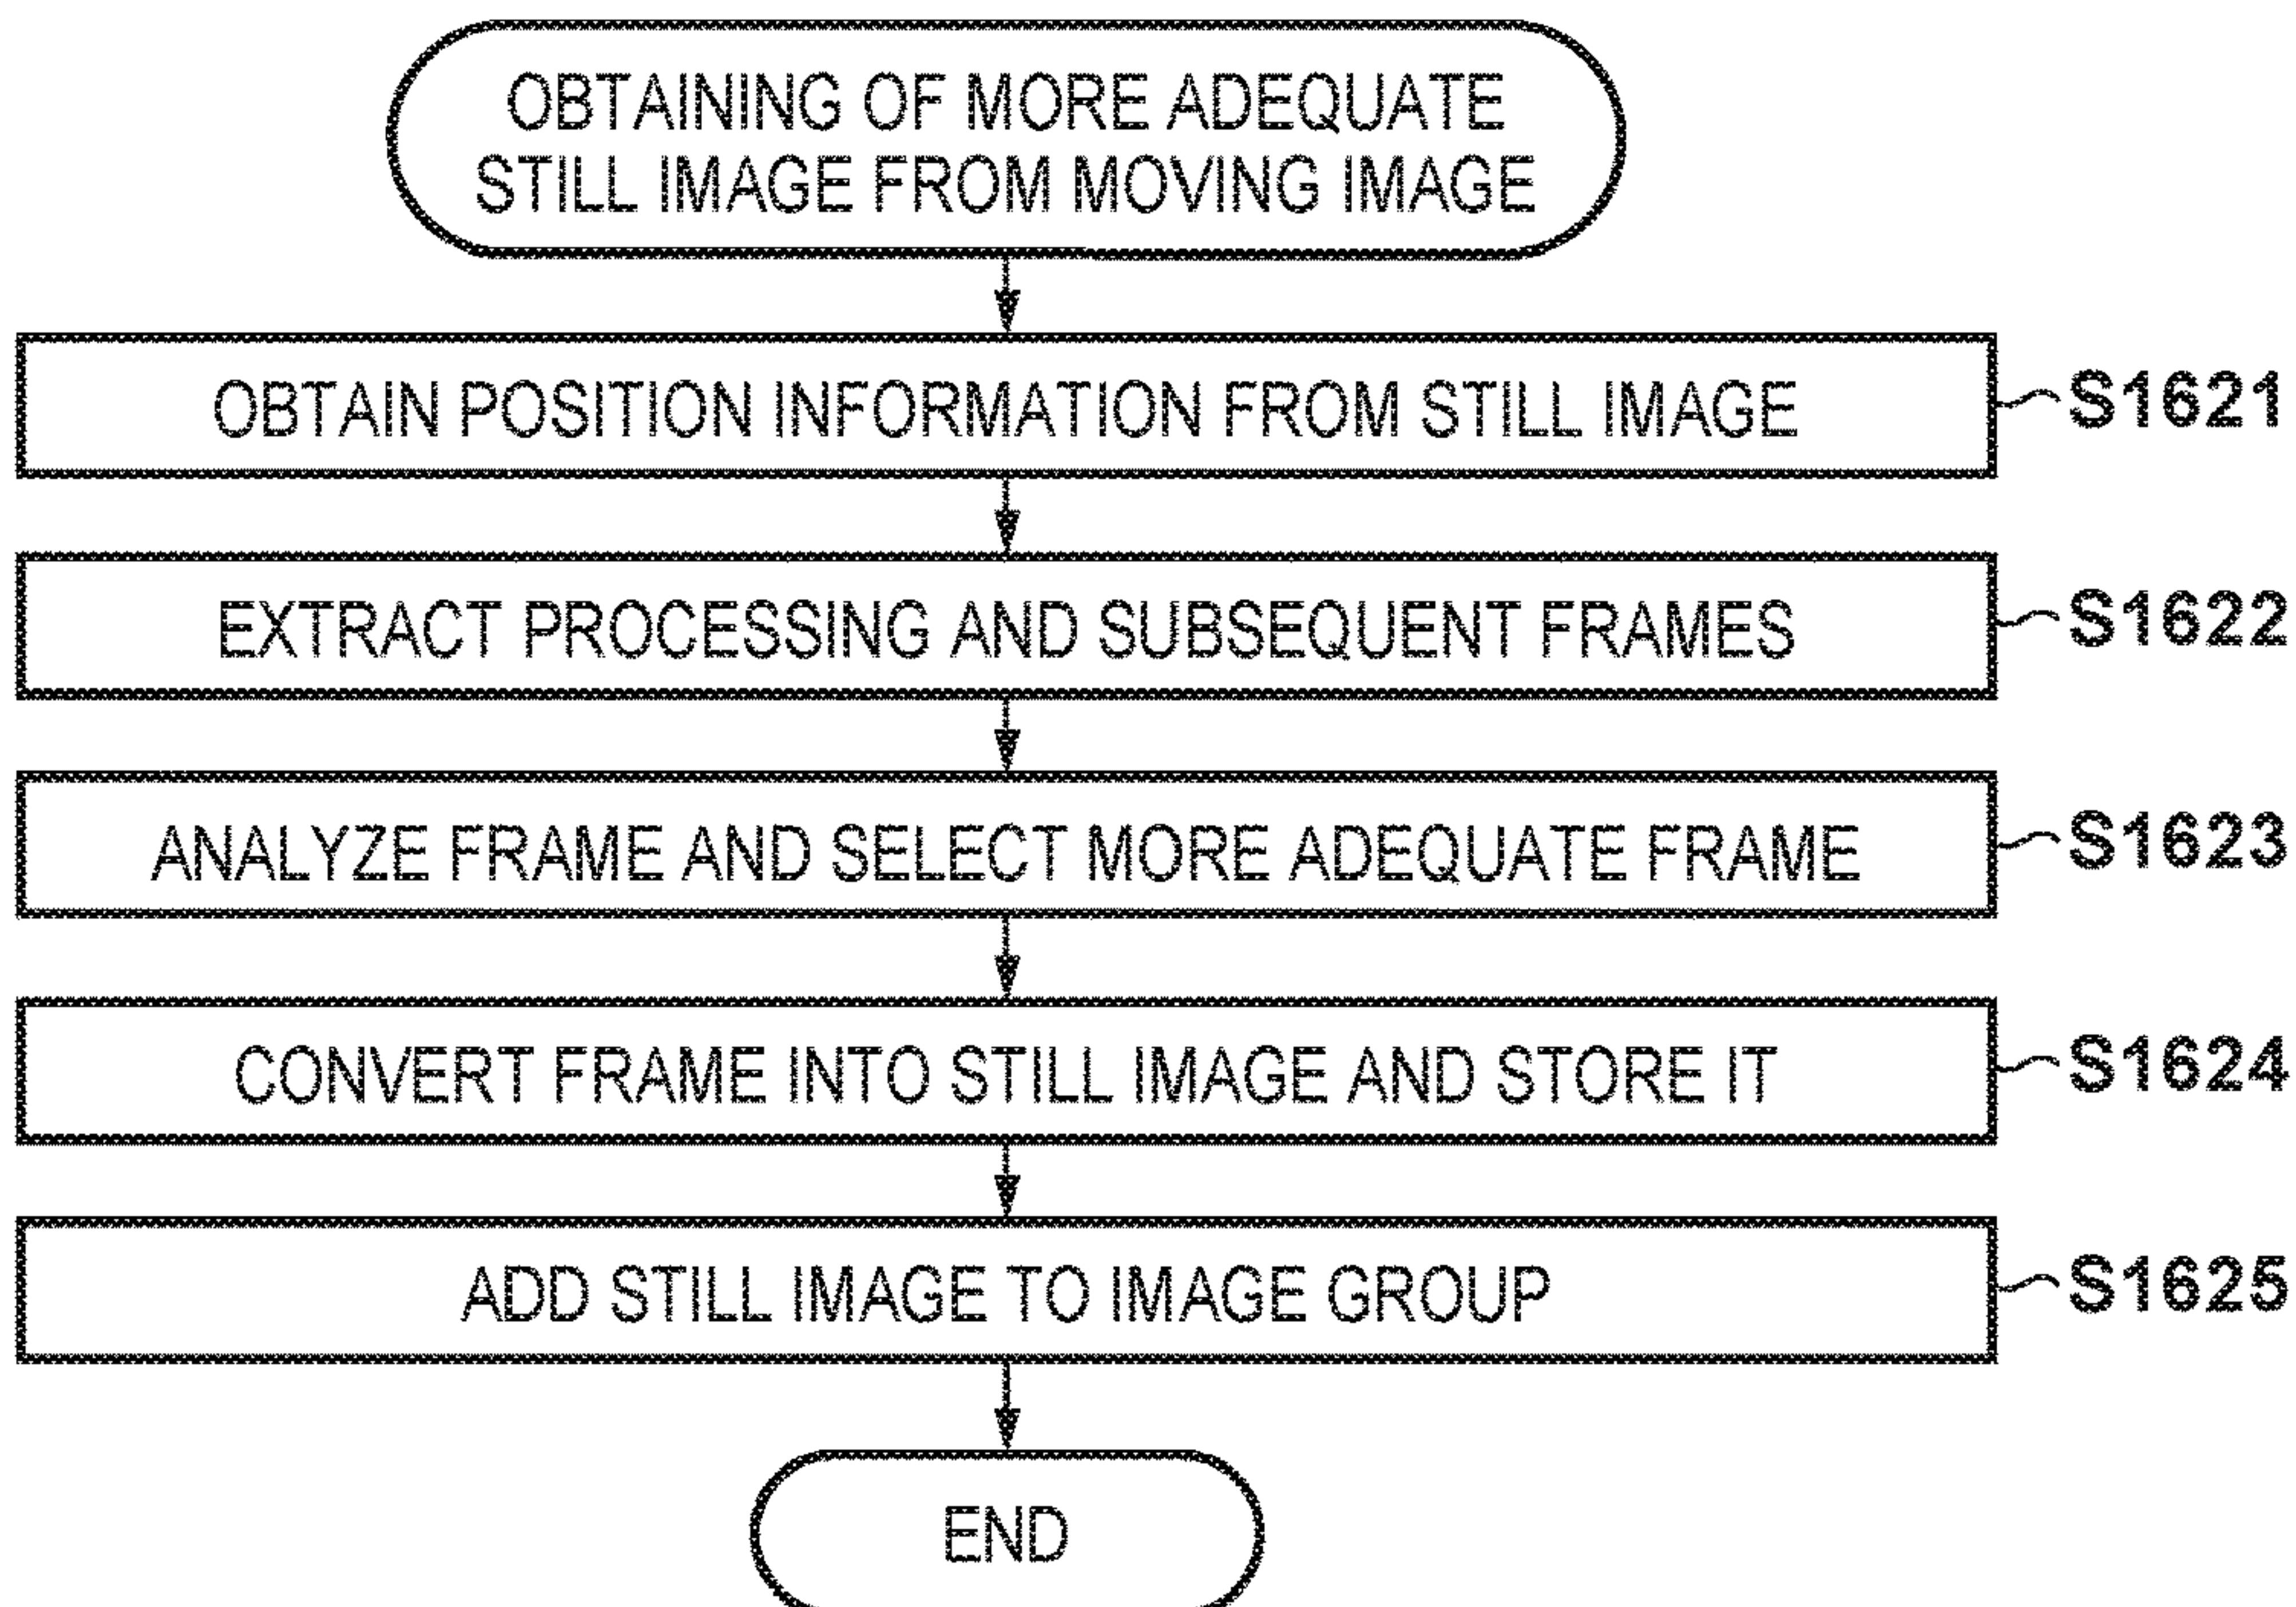 OBTAINING OF MORE ADEQUATE
STILL IMAGE FROM MOVING IMAGE
OBTAIN POSITION INFORMATION FROM STILL IMAGE S1621
EXTRACT PROCESSING AND SUBSEQUENT FRAMES S1622
ANALYZE FRAME AND SELECT MORE ADEQUATE FRAME S1623
CONVERT FRAME INTO STILL IMAGE AND STORE IT S1624
ADD STILL IMAGE TO IMAGE GROUP S1625
END